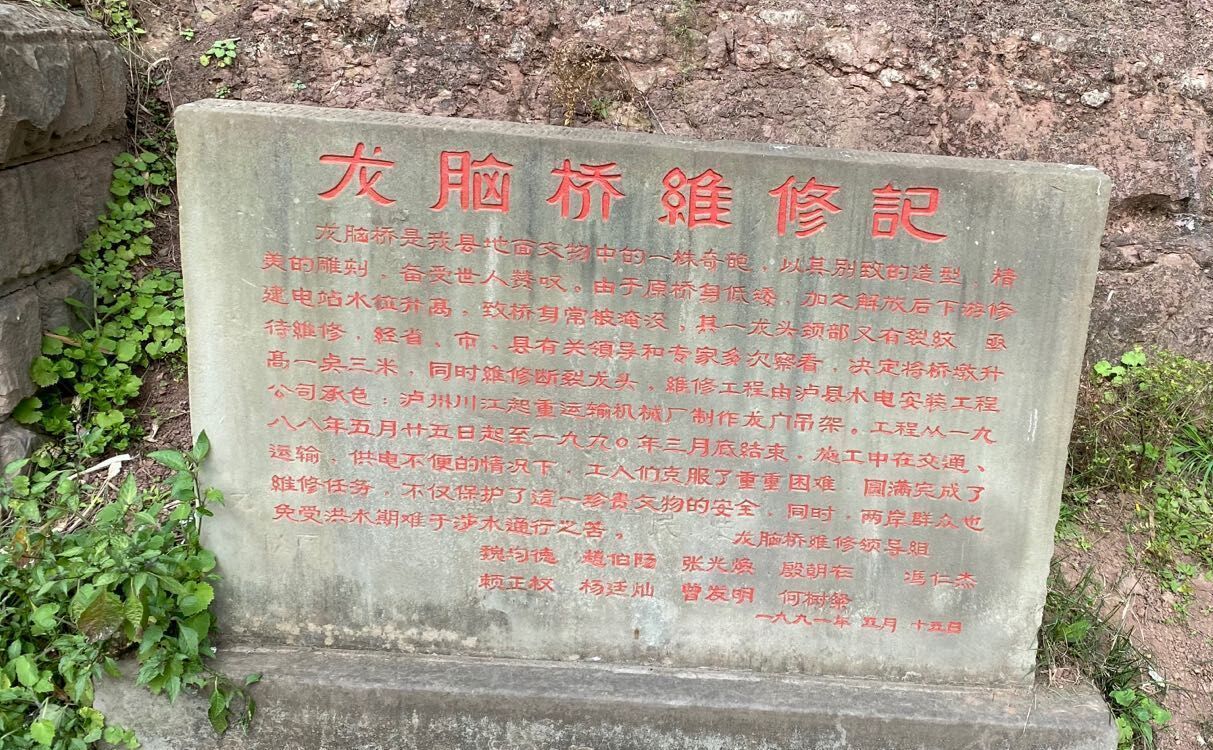 龙脑桥維修記
龙脑桥是我县地面文物中的一株奇葩，以其别致的造型，精
美的雕刻，备受世人赞叹。由于原桥身低矮，加之解放后下游修
建电站水位升高，致桥身常被淹没，其一龙头颈部又有裂紋 亟
待維修，经省、市、县有关領导和专家多次察看，决定将桥墩升
高一点三米，同时維修断裂龙头，維修工程由泸县水电安装工程
公司承包；泸州川江起重运输机械厂制作龙门吊架。工程从一九
八八年五月廿五日起至一九九〇年三月底结束．施工中在交通、
运输，供电不便的情况下，工人们克服了重重困难 圓满完成了
維修任务，不仅保护了這一珍贵文物的安全，同时，两岸群众也
免受洪水期难于涉水通行之苦。
龙脑桥维修领导组
魏均德 趙伯 张光焕 殷朝 馮仁杰
赖正权 杨廷灿 曾发明 何树樑
一九九一年 五月 十五日